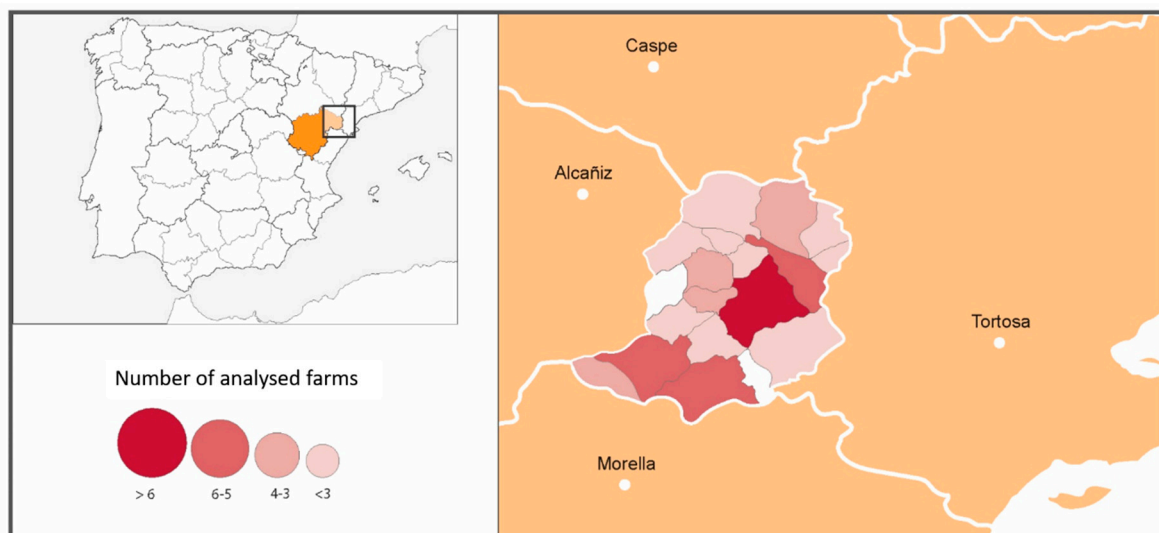 Caspe
Alcañiz
Tortosa
Morella
Number of analysed farms
> 6
6-5
4-3
<3